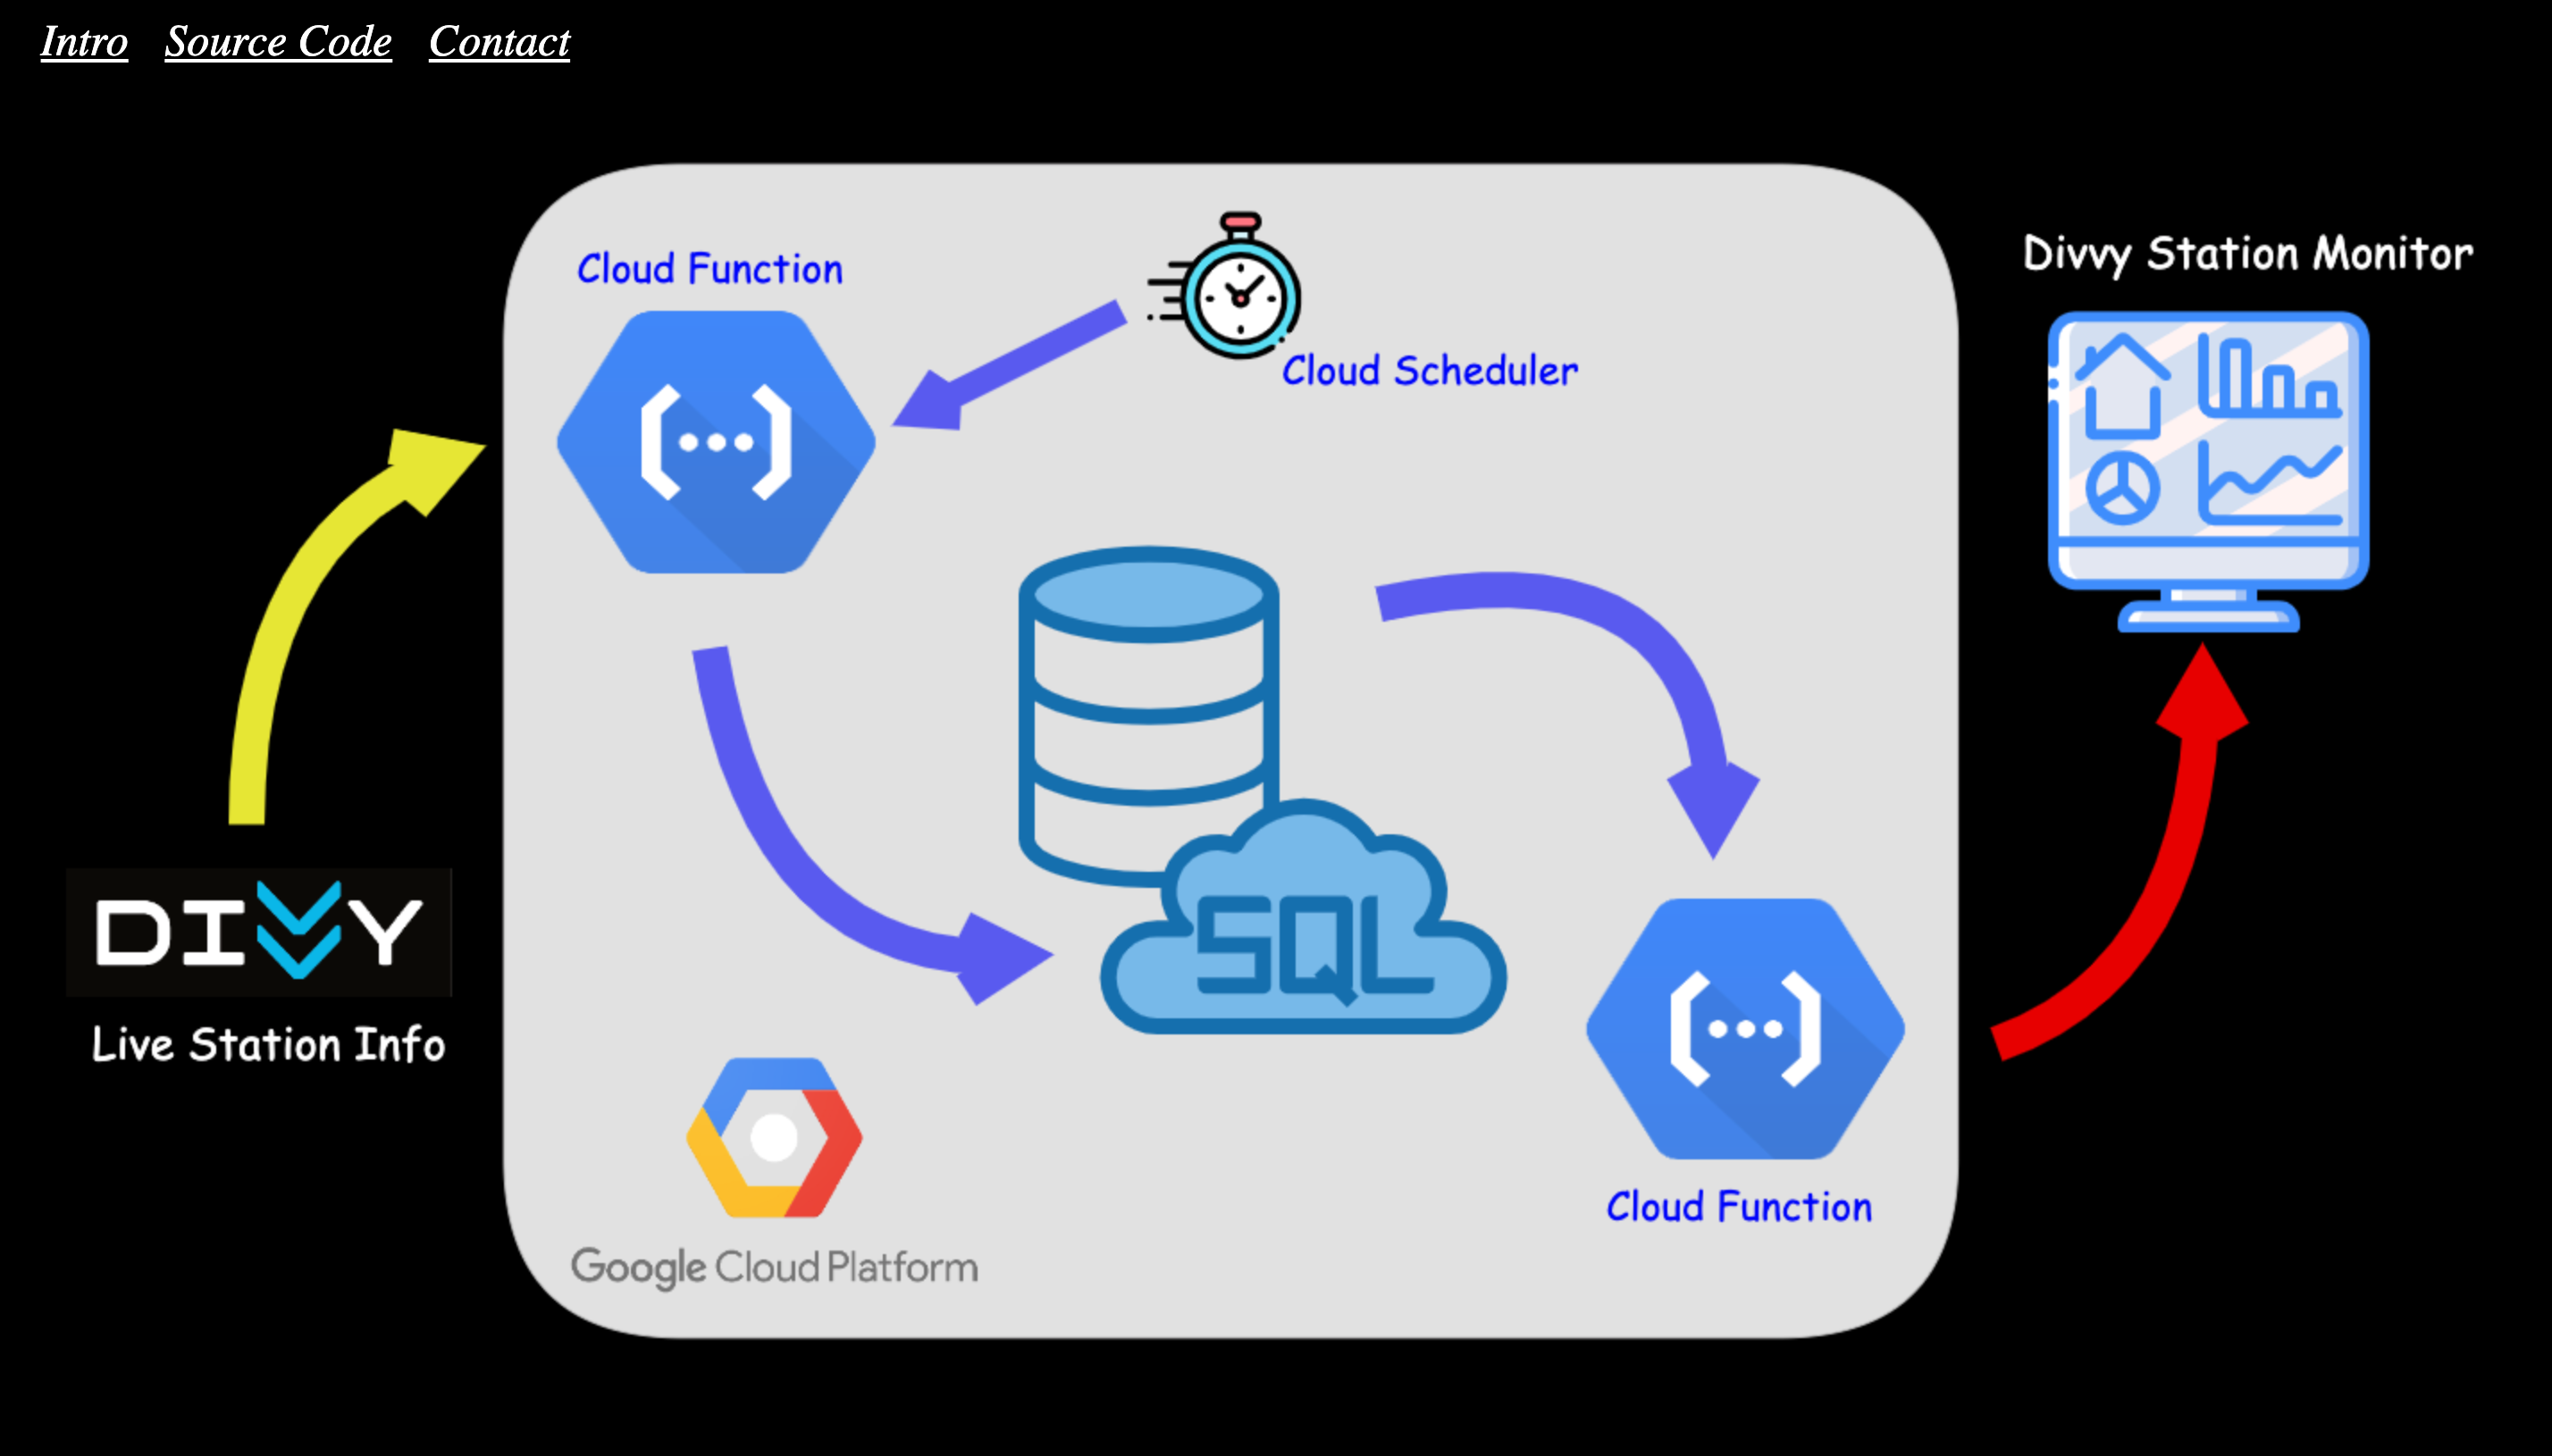 Intro Source Code Contact
Cloud Function
Cloud Scheduler
Divvy Station Monitor
DIVVY
Live Station Info
SQL
Cloud Function
Google Cloud Platform